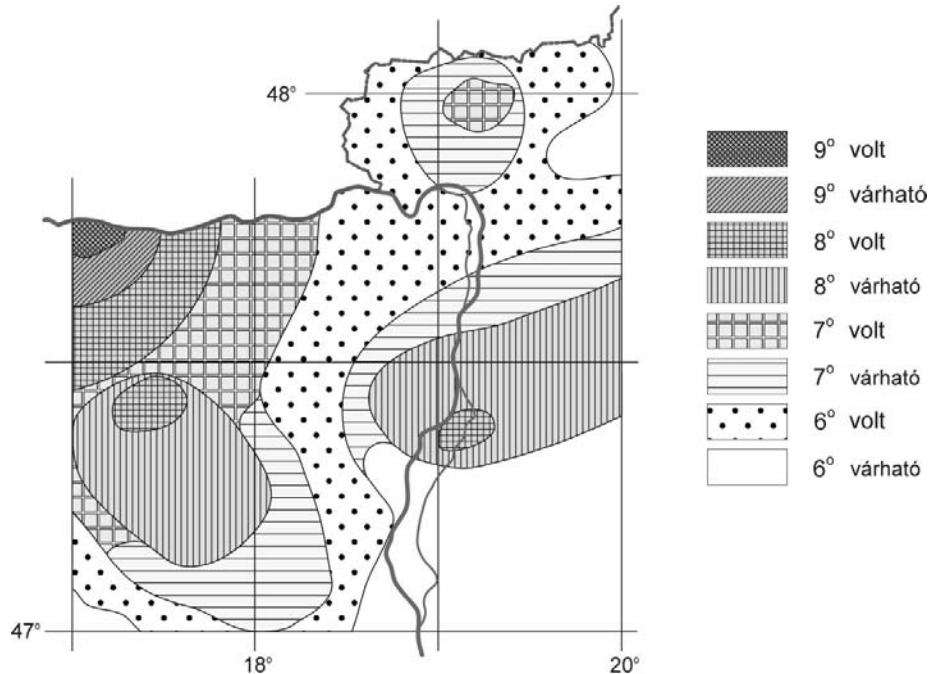 48°
47°
18°
20°
9° volt
9° várható
8° volt
8° várható
7° volt
7° várható
6° volt
6° várható